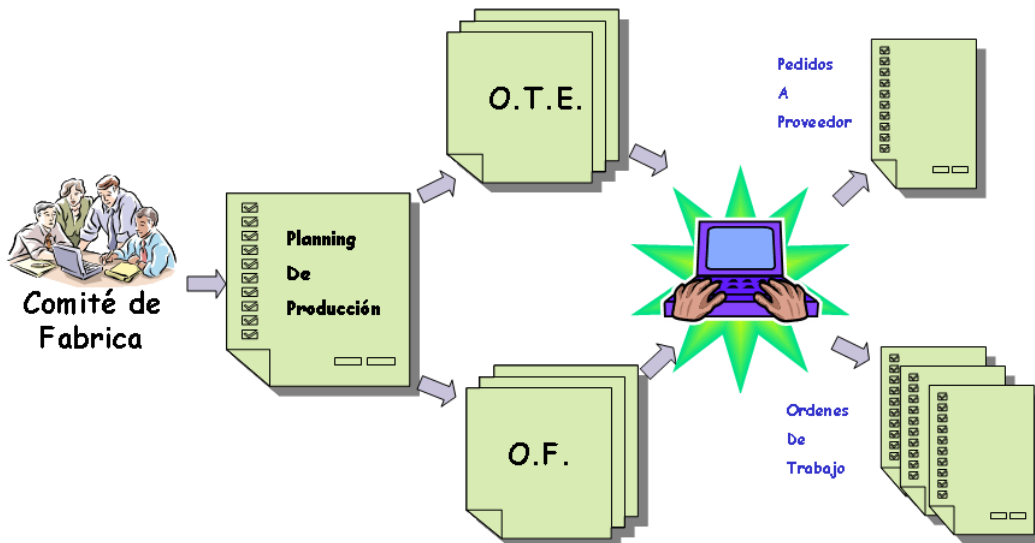 Comité de
Fabrica
Planning
De
Producción
O.T.E.
O.F.
Pedidos
A
Proveedor
Ordenes
De
Trabajo